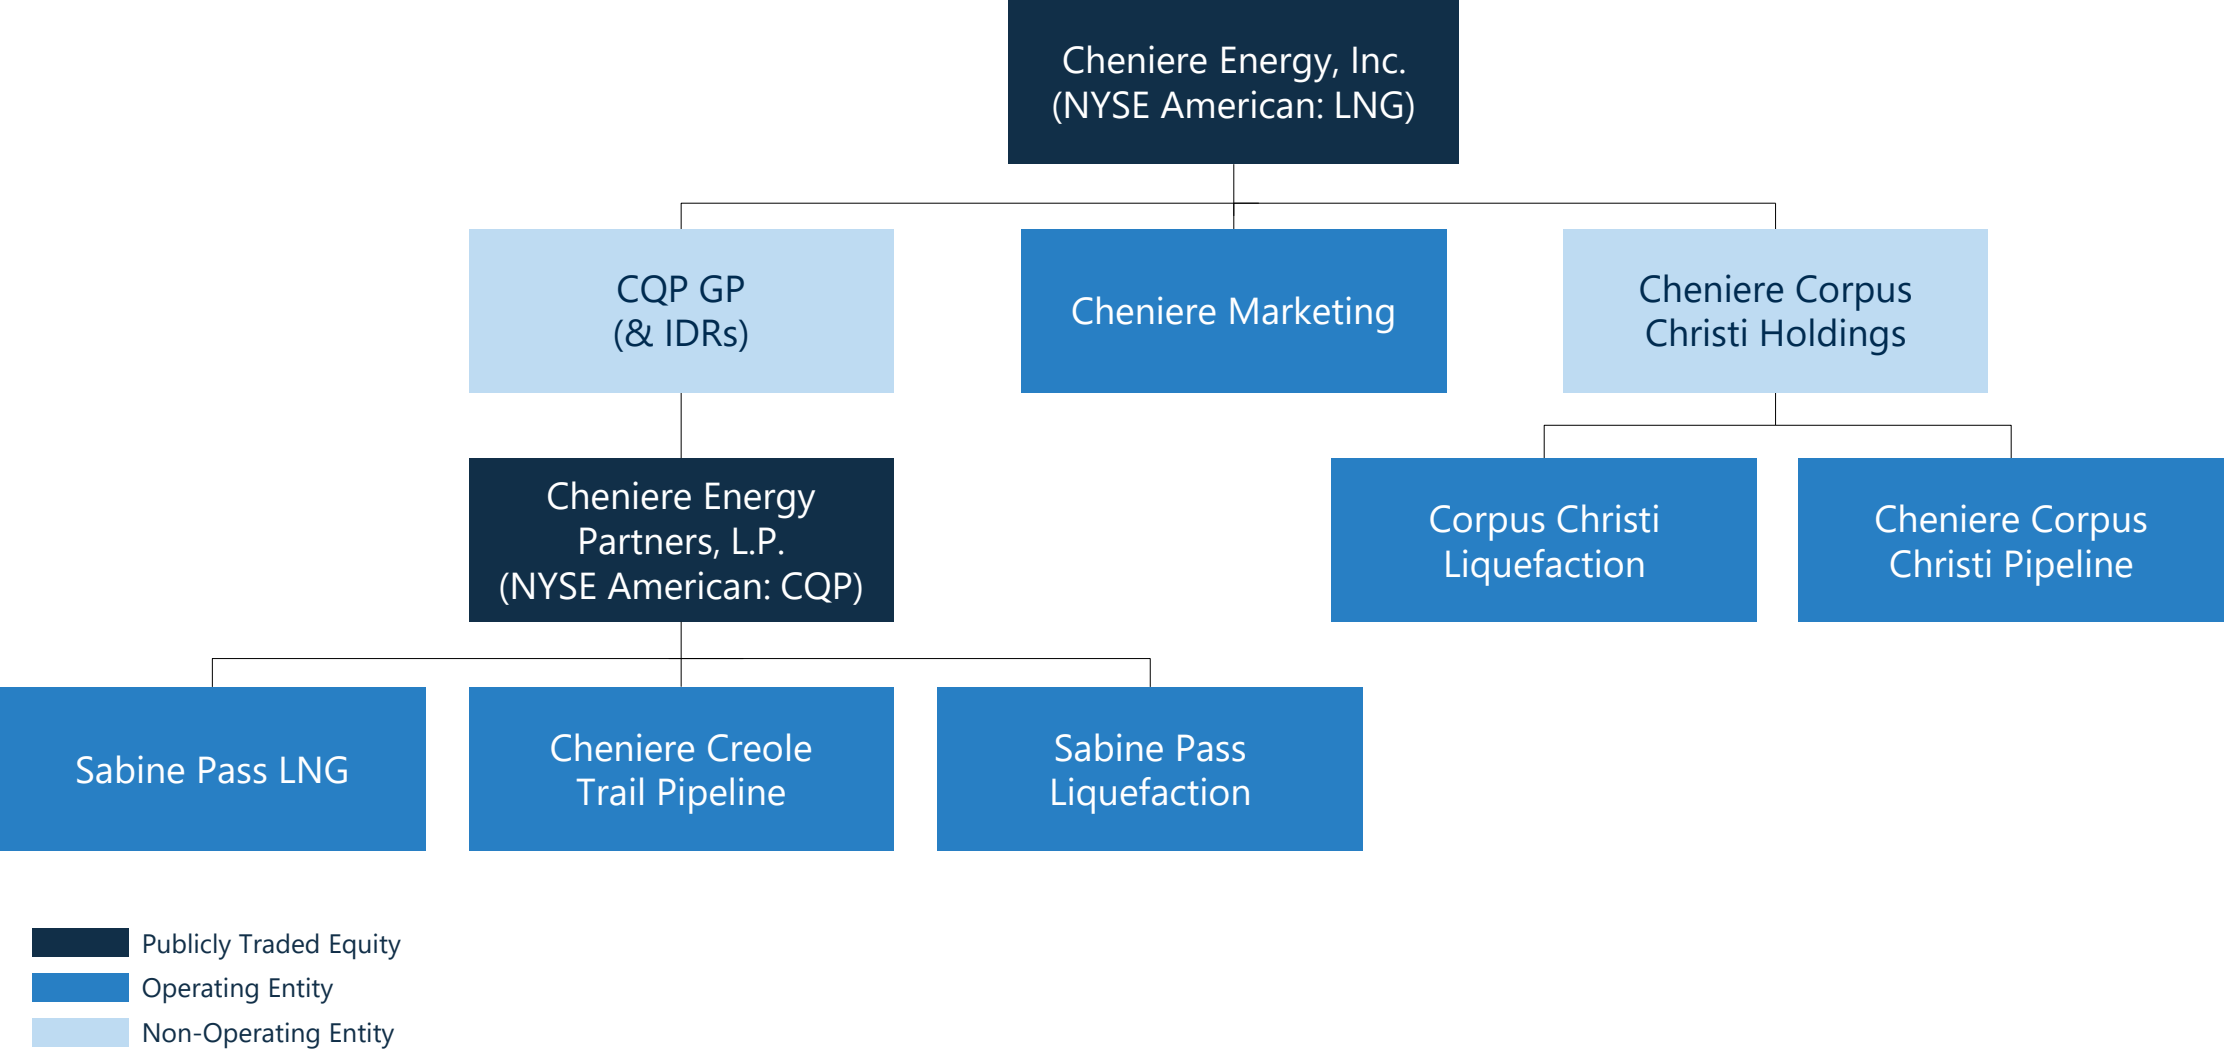 Cheniere Energy, Inc.
(NYSE American: LNG)
CQP GP
(& IDRs)
Cheniere Marketing
Cheniere Corpus
Christi Holdings
Cheniere Energy
Partners, L.P.
(NYSE American: CQP)
Corpus Christi
Liquefaction
Cheniere Corpus
Christi Pipeline
Sabine Pass LNG
Cheniere Creole
Trail Pipeline
Sabine Pass
Liquefaction
Publicly Traded Equity
Operating Entity
Non-Operating Entity